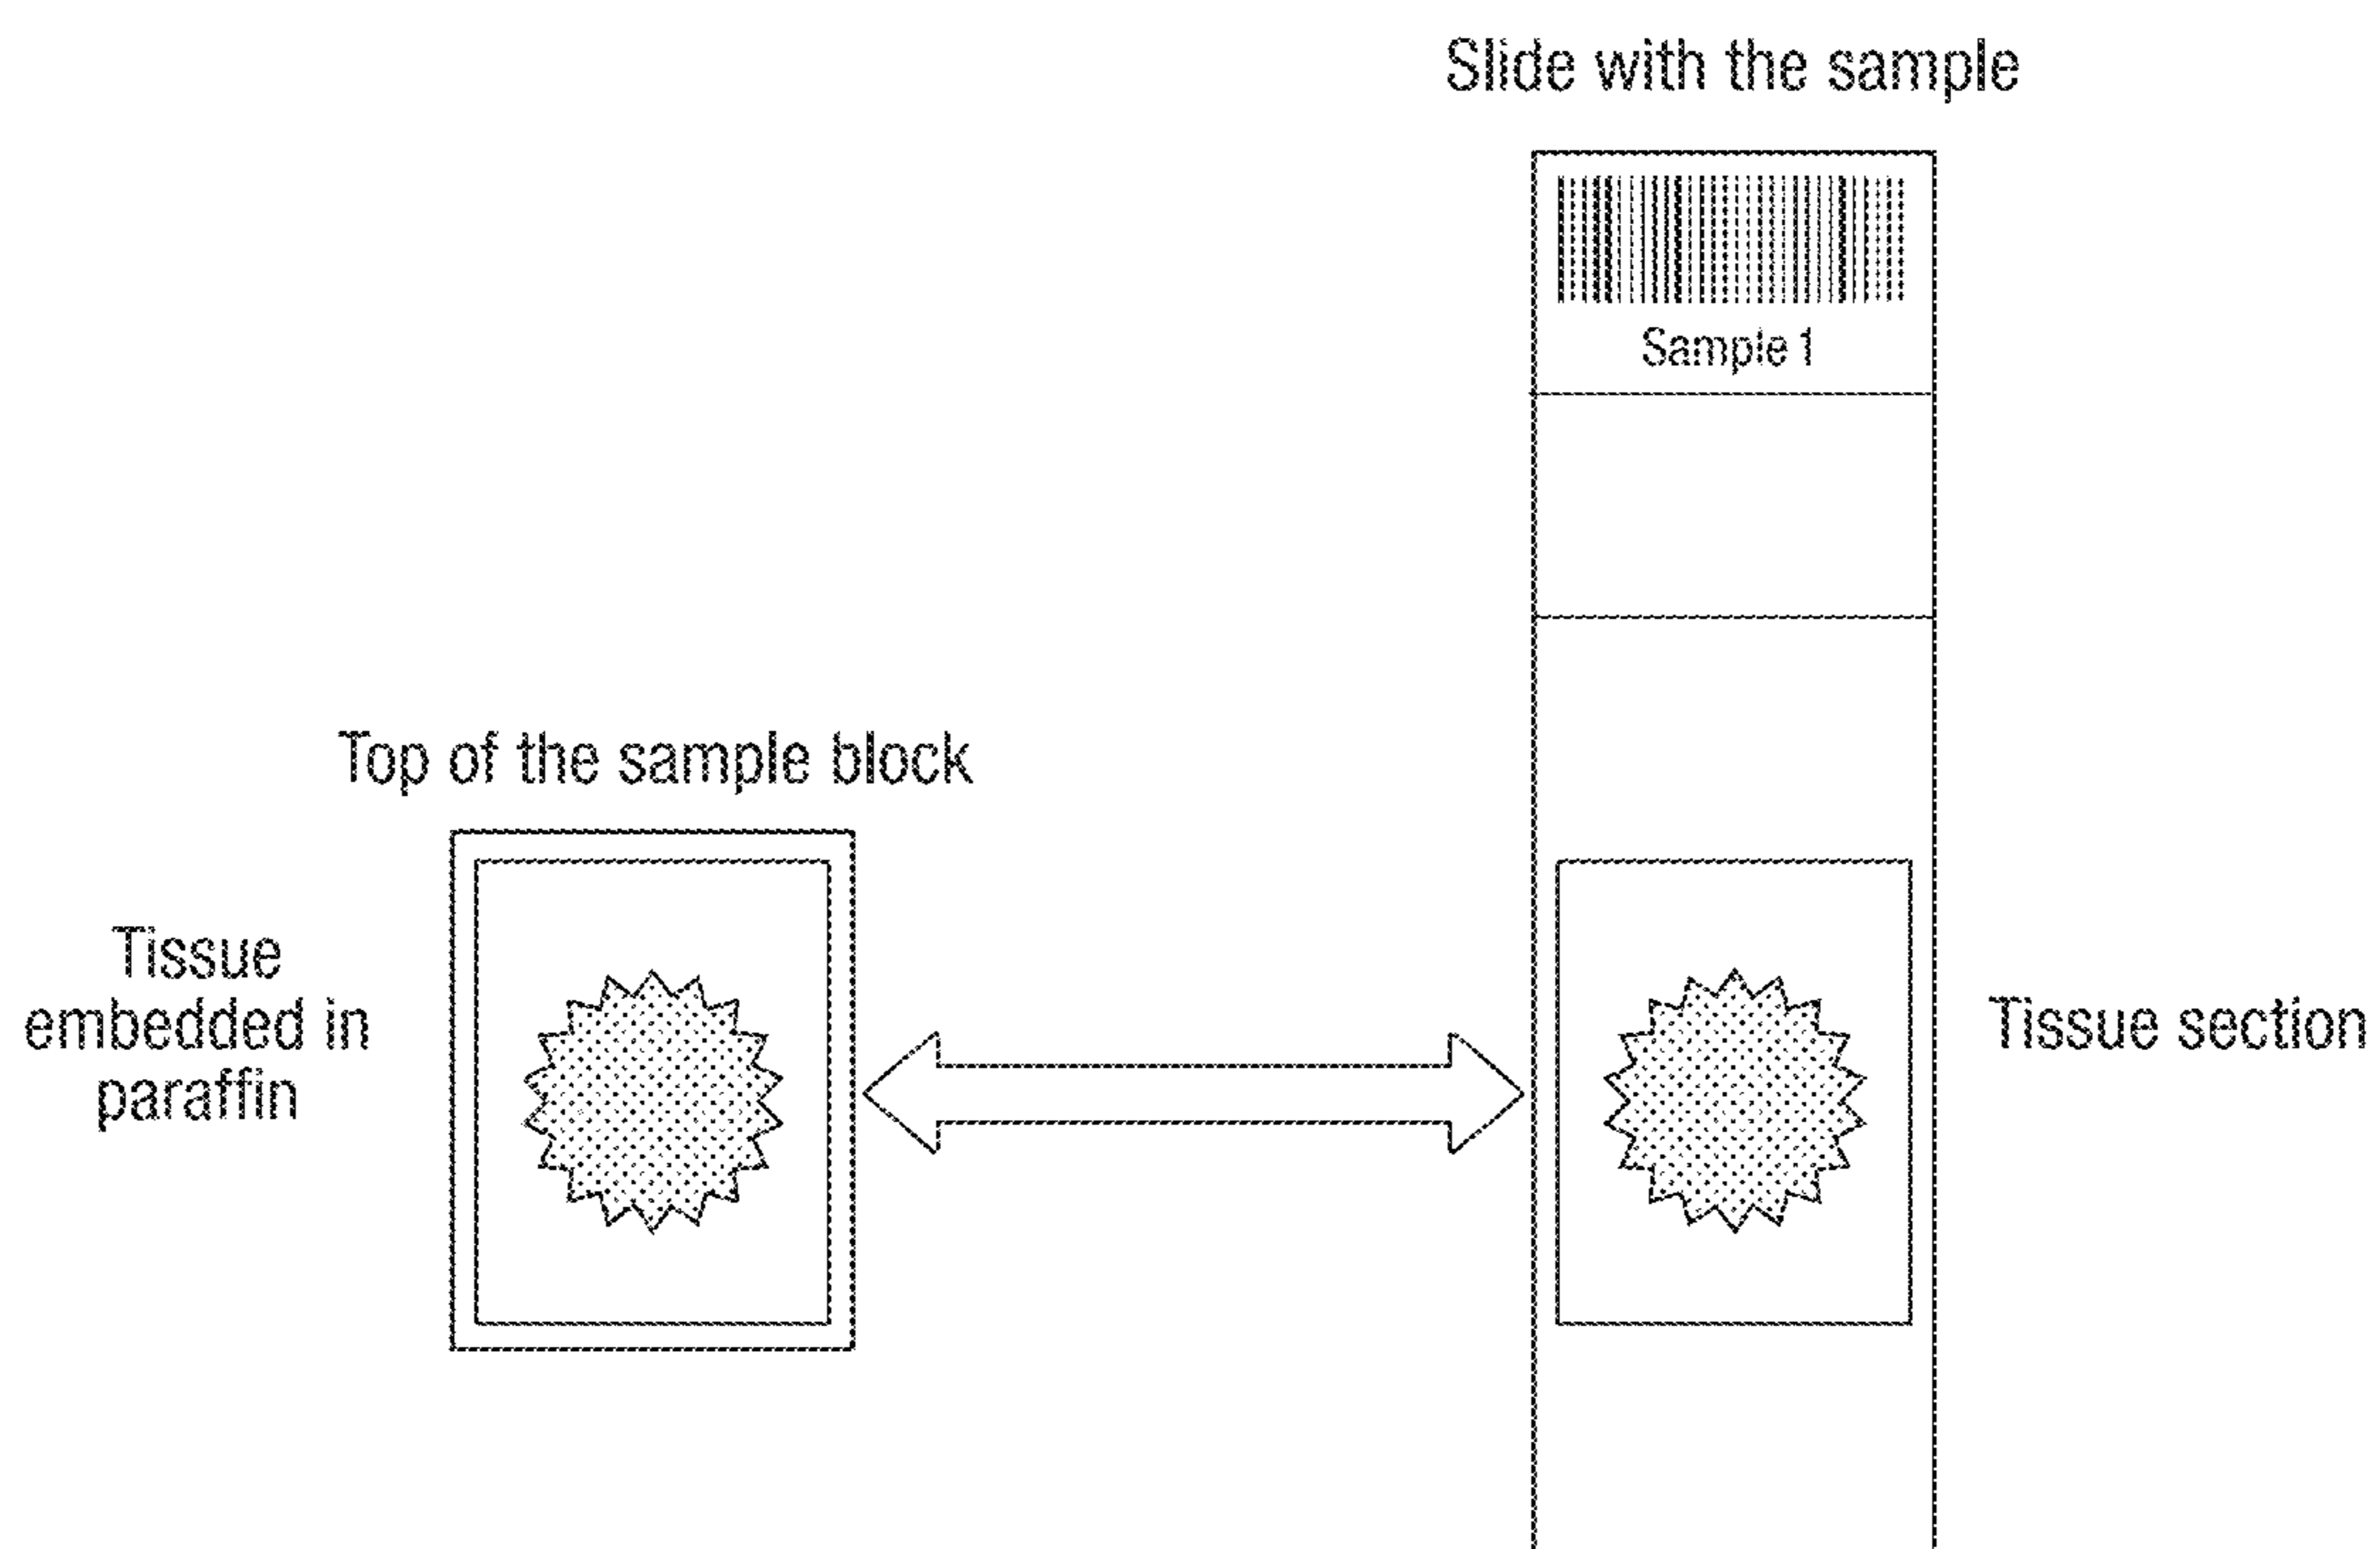 Slide with the sample
Sample 1
Top of the sample block
Tissue
embedded in
paraffin
Tissue section